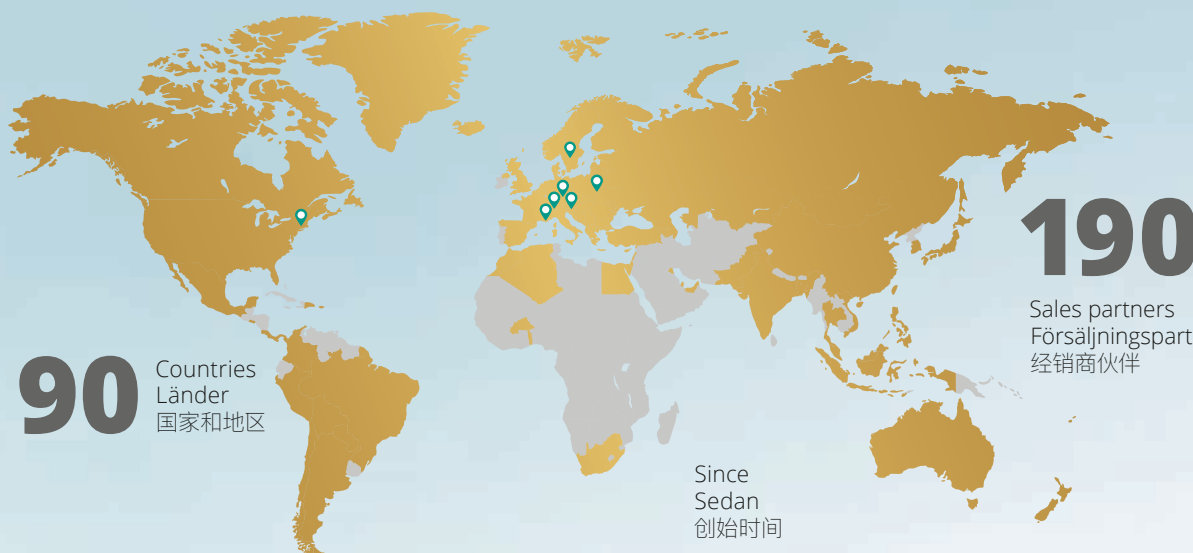 190
Sales partners
Försäljningspart
经销商伙伴
90
Countries
Länder
国家和地区
Since
Sedan
创始时间